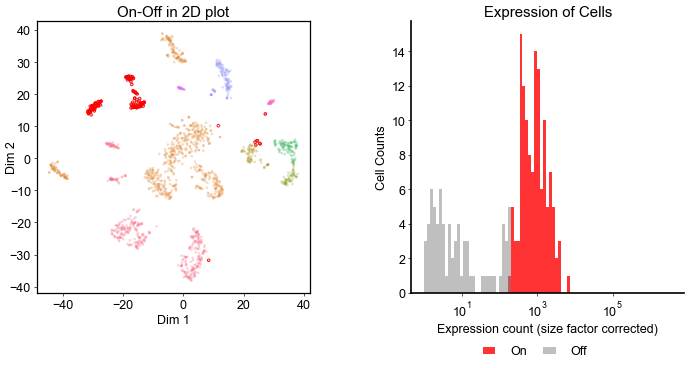 On-Off in 2D plot
40
30
20
10
0
−10
−20
−30
−40
−40 −20 0 20 40
Dim 1
Dim 2
Expression of Cells
14
12
10
8
6
4
2
0
10^1 10^3 10^5
Cell Counts
Expression count (size factor corrected)
On Off